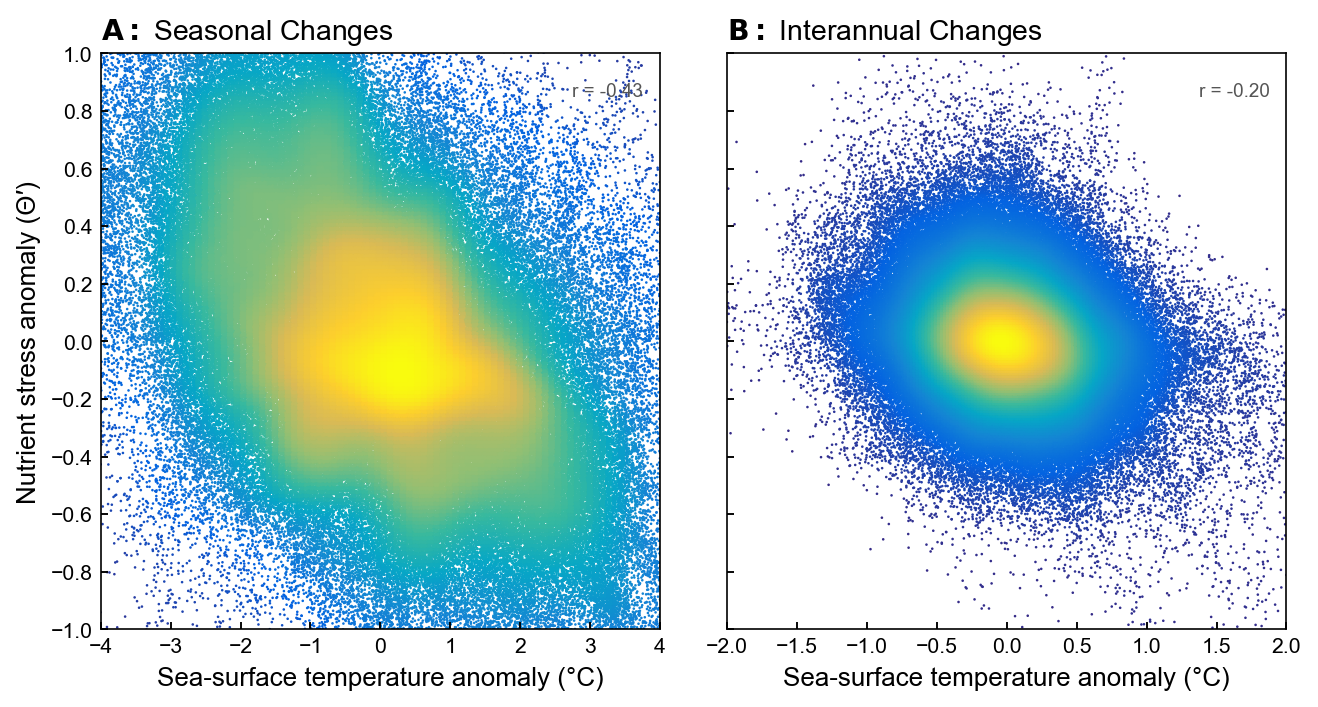 A: Seasonal Changes
B: Interannual Changes
r = -0.43
r = -0.20
Nutrient stress anomaly (Θ′)
1.0
0.8
0.6
0.4
0.2
0.0
−0.2
−0.4
−0.6
−0.8
−1.0
−4 −3 −2 −1 0 1 2 3 4
−2.0 −1.5 −1.0 −0.5 0.0 0.5 1.0 1.5 2.0
Sea-surface temperature anomaly (°C)
Sea-surface temperature anomaly (°C)